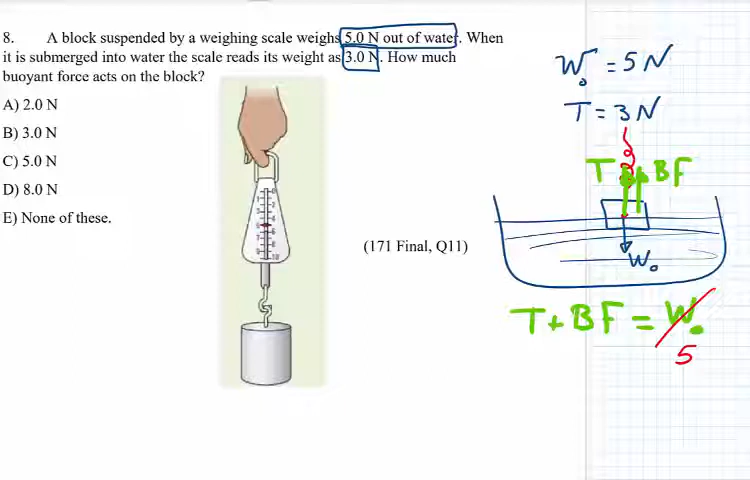 8. A block suspended by a weighing scale weighs 5.0 N out of water. When
it is submerged into water the scale reads its weight as 3.0 N. How much
buoyant force acts on the block?
A) 2.0 N
B) 3.0 N
C) 5.0 N
D) 8.0 N
E) None of these.
(171 Final, Q11)
W₀ = 5 N
T = 3 N
T BF
W₀
T + BF = W₀
5